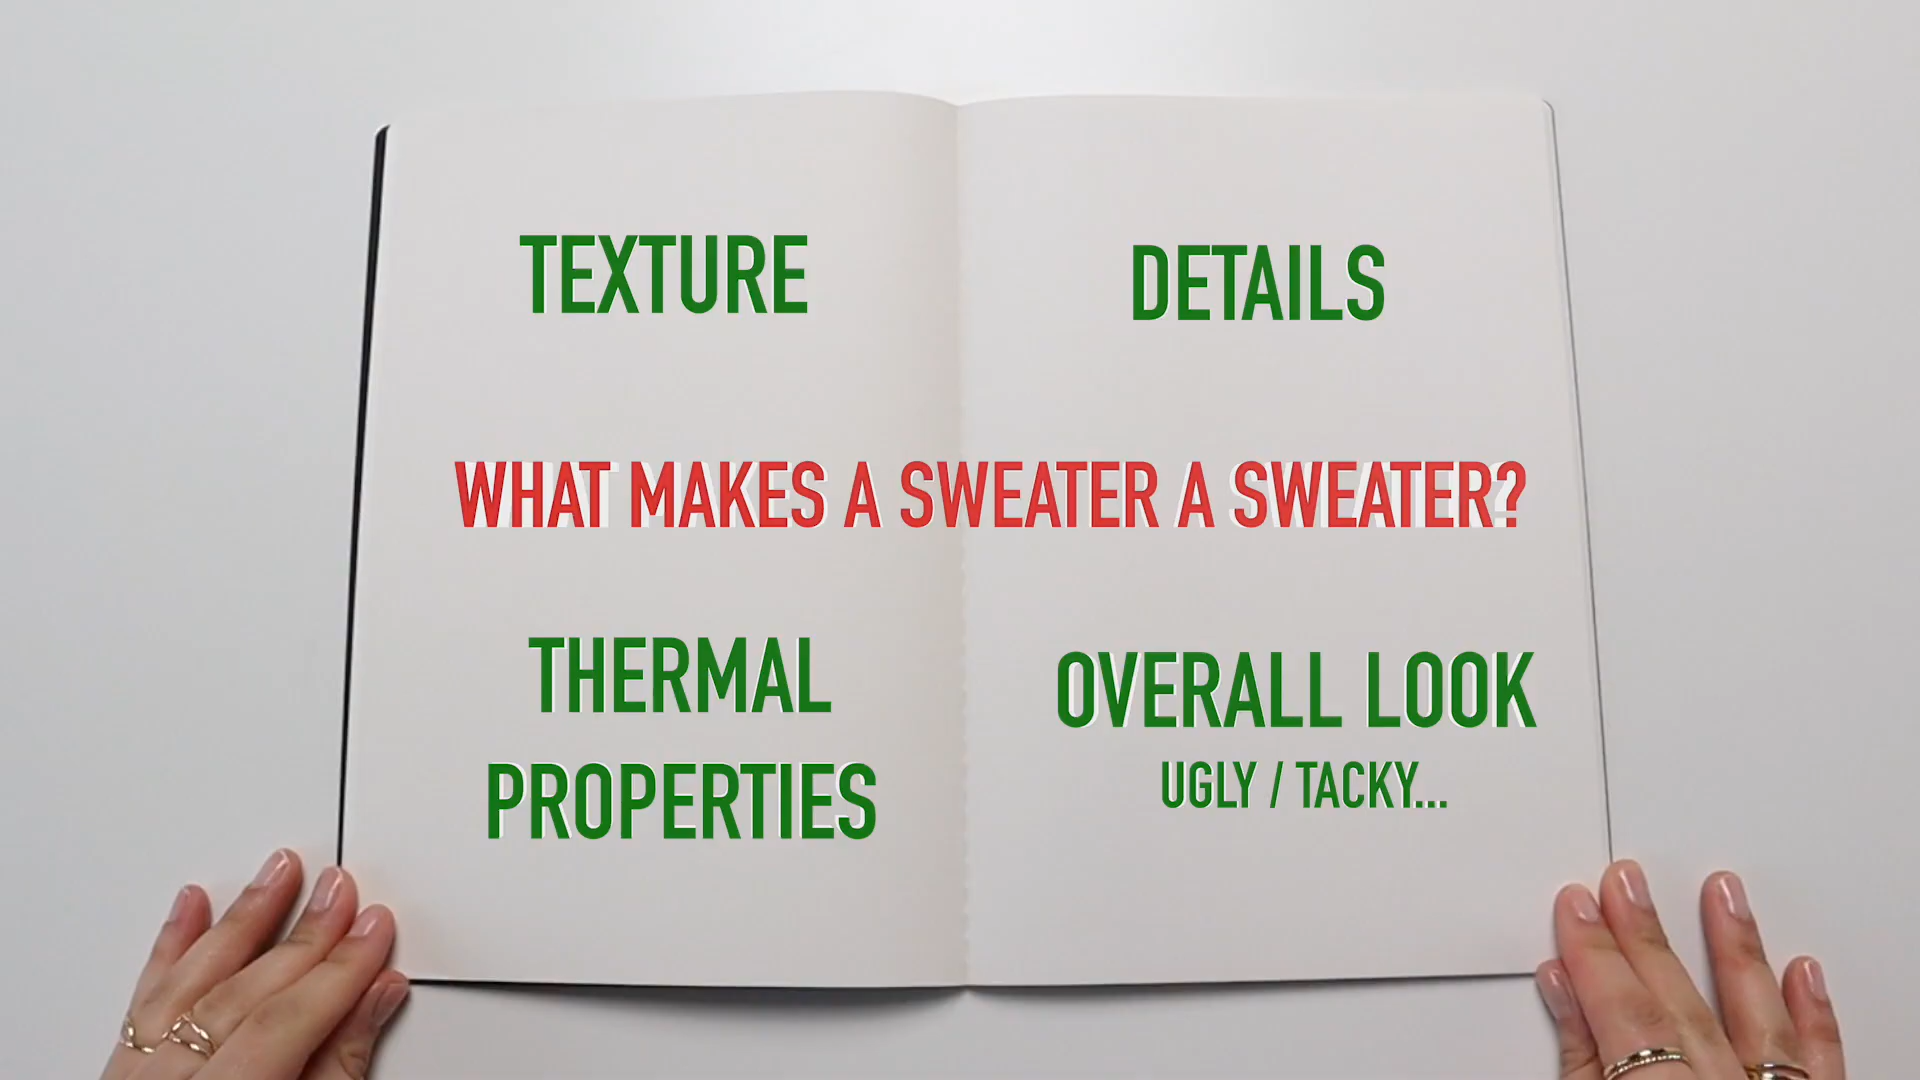 TEXTURE
DETAILS
WHAT MAKES A SWEATER A SWEATER?
THERMAL
PROPERTIES
OVERALL LOOK
UGLY / TACKY...